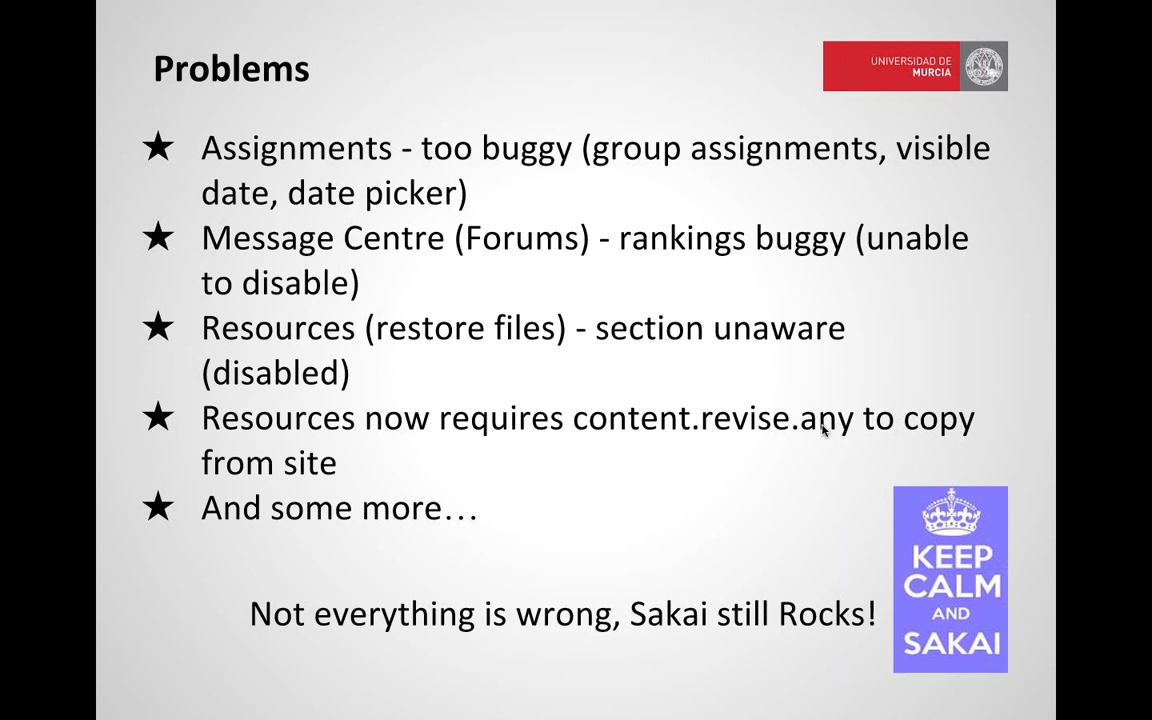 Problems
UNIVERSIDAD DE
MURCIA
★ Assignments - too buggy (group assignments, visible
date, date picker)
★ Message Centre (Forums) - rankings buggy (unable
to disable)
★ Resources (restore files) - section unaware
(disabled)
★ Resources now requires content.revise.any to copy
from site
★ And some more…
Not everything is wrong, Sakai still Rocks!
KEEP
CALM
AND
SAKAI